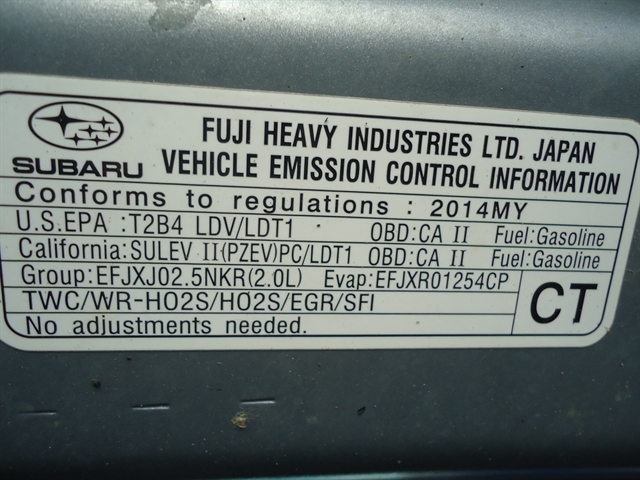 FUJI HEAVY INDUSTRIES LTD. JAPAN
SUBARU
VEHICLE EMISSION CONTROL INFORMATION
Conforms to regulations : 2014MY
U.S.EPA :T2B4 LDV/LDT1 OBD:CA II Fuel:Gasoline
California:SULEV II(PZEV)PC/LDT1 OBD:CA II Fuel:Gasoline
Group:EFJXJ02.5NKR(2.0L) Evap:EFJXR01254CP
TWC/WR-HO2S/HO2S/EGR/SFI
No adjustments needed.
CT